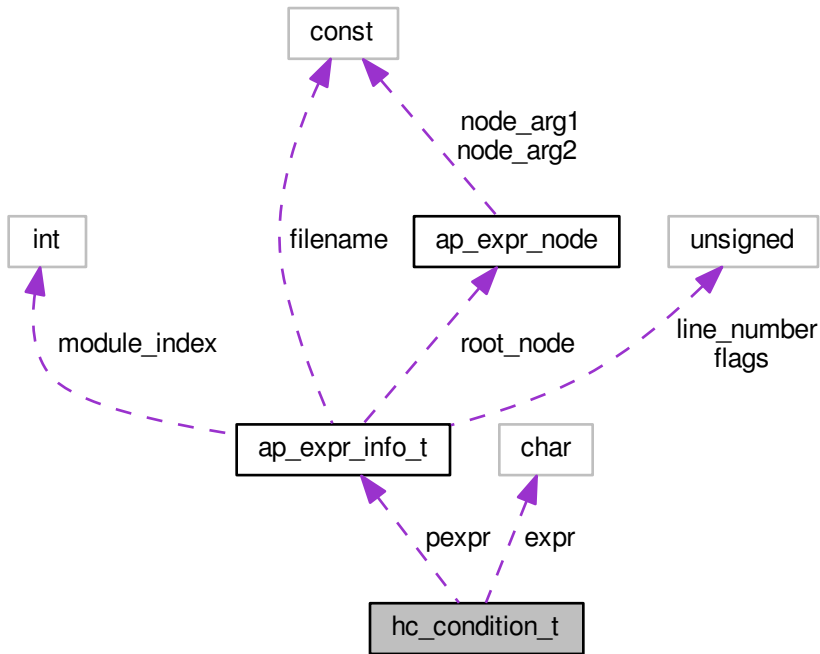 const
node_arg1
node_arg2
int
filename
ap_expr_node
unsigned
module_index
root_node
line_number
flags
ap_expr_info_t
char
pexpr
expr
hc_condition_t